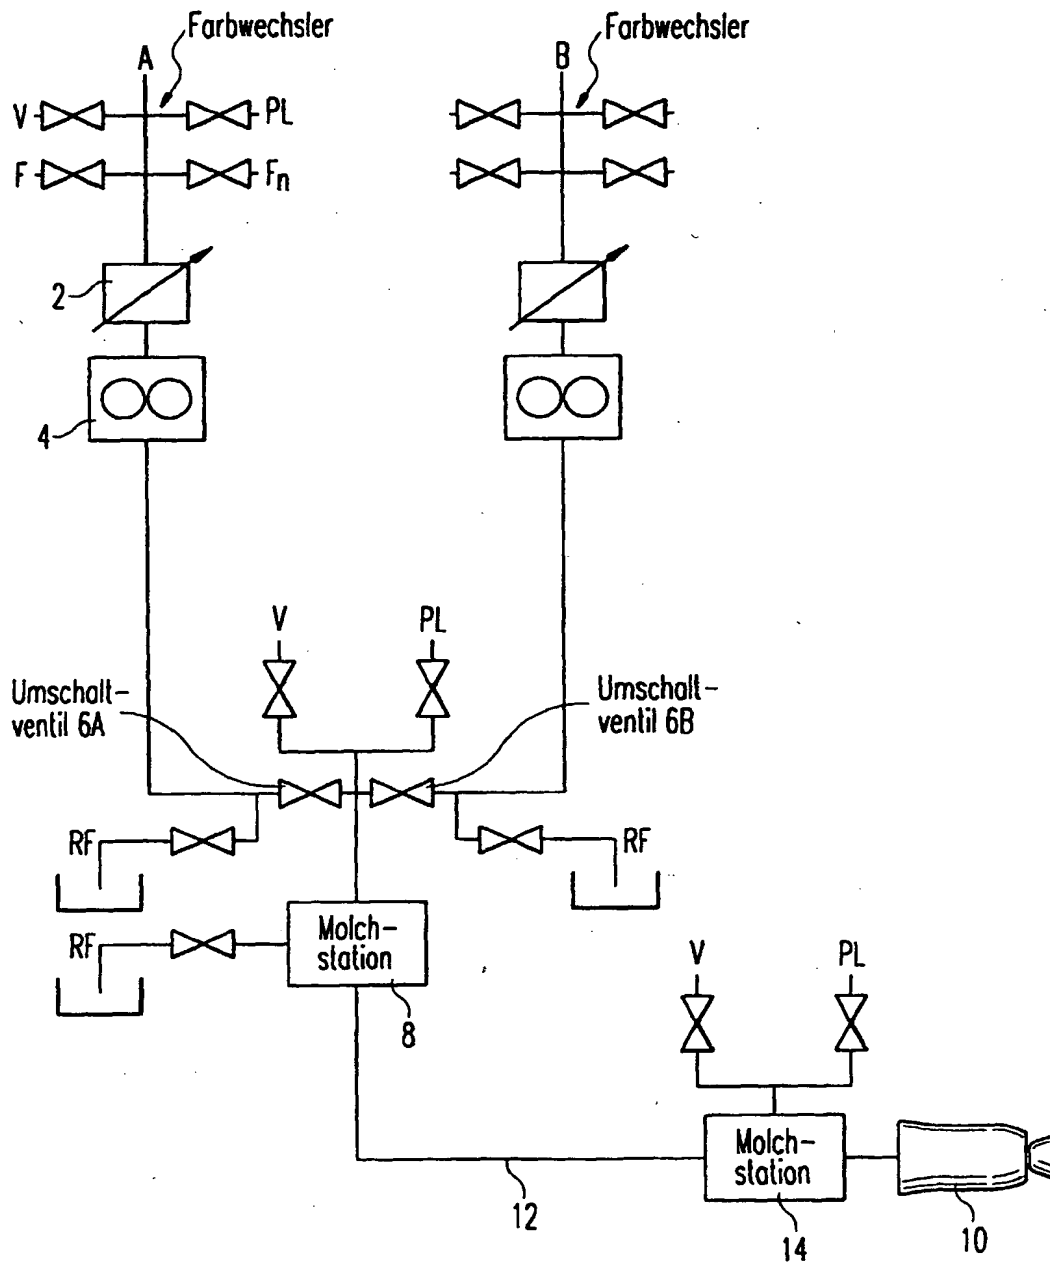 Farbwechsler
Farbwechsler
A
B
V
PL
F
Fn
2
4
V
PL
Umschalt-
ventil 6A
Umschalt-
ventil 6B
RF
RF
RF
Molch-
station
8
V
PL
Molch-
station
12
14
10